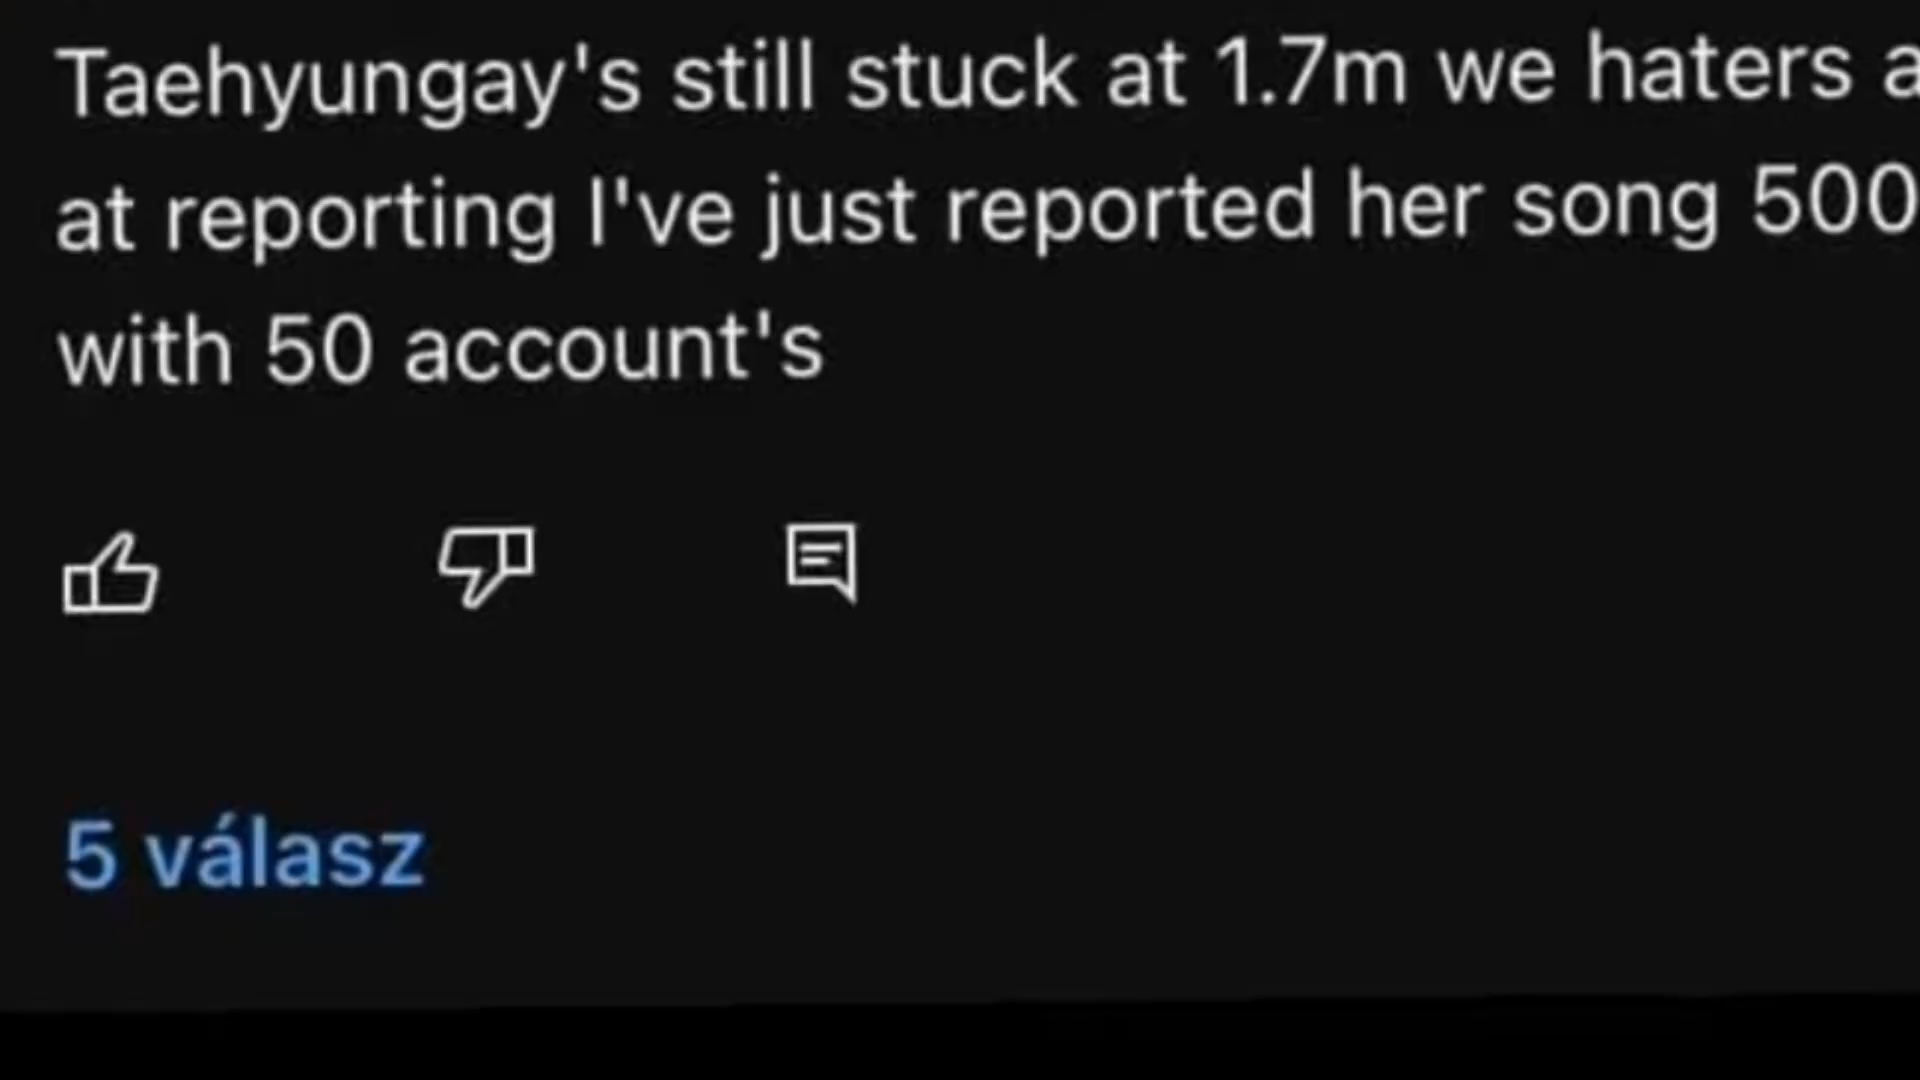 Taehyungay's still stuck at 1.7m we haters a
at reporting I've just reported her song 500
with 50 account's
5 válasz